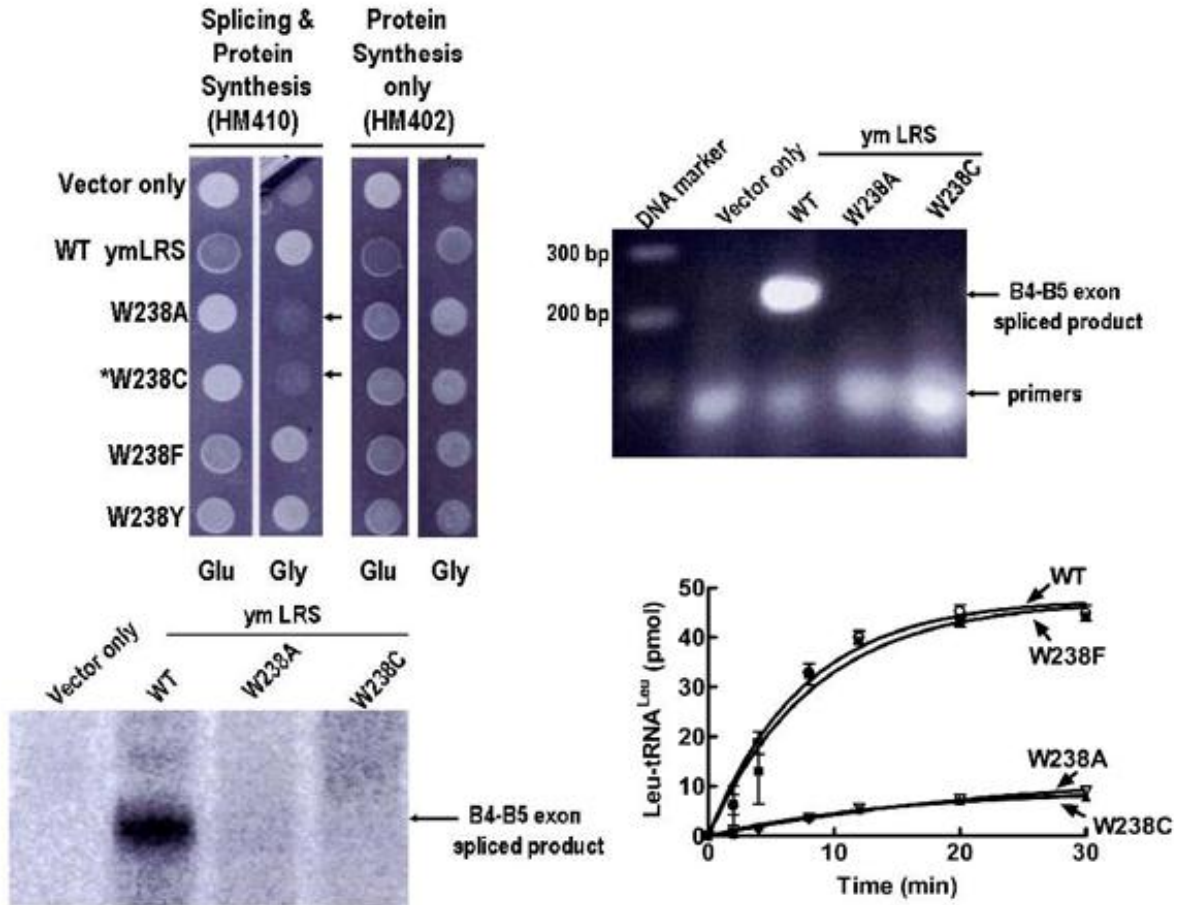 Splicing &
Protein
Synthesis
(HM410)
Protein
Synthesis
only
(HM402)
Vector only
WT ymLRS
W238A
*W238C
W238F
W238Y
Glu
Gly
Glu
Gly
ym LRS
DNA marker
Vector only
WT
W238A
W238C
300 bp
200 bp
B4-B5 exon
spliced product
primers
ym LRS
Vector only
WT
W238A
W238C
B4-B5 exon
spliced product
Leu-tRNA^Leu (pmol)
50
40
30
20
10
0
WT
W238F
W238A
W238C
0
10
20
30
Time (min)